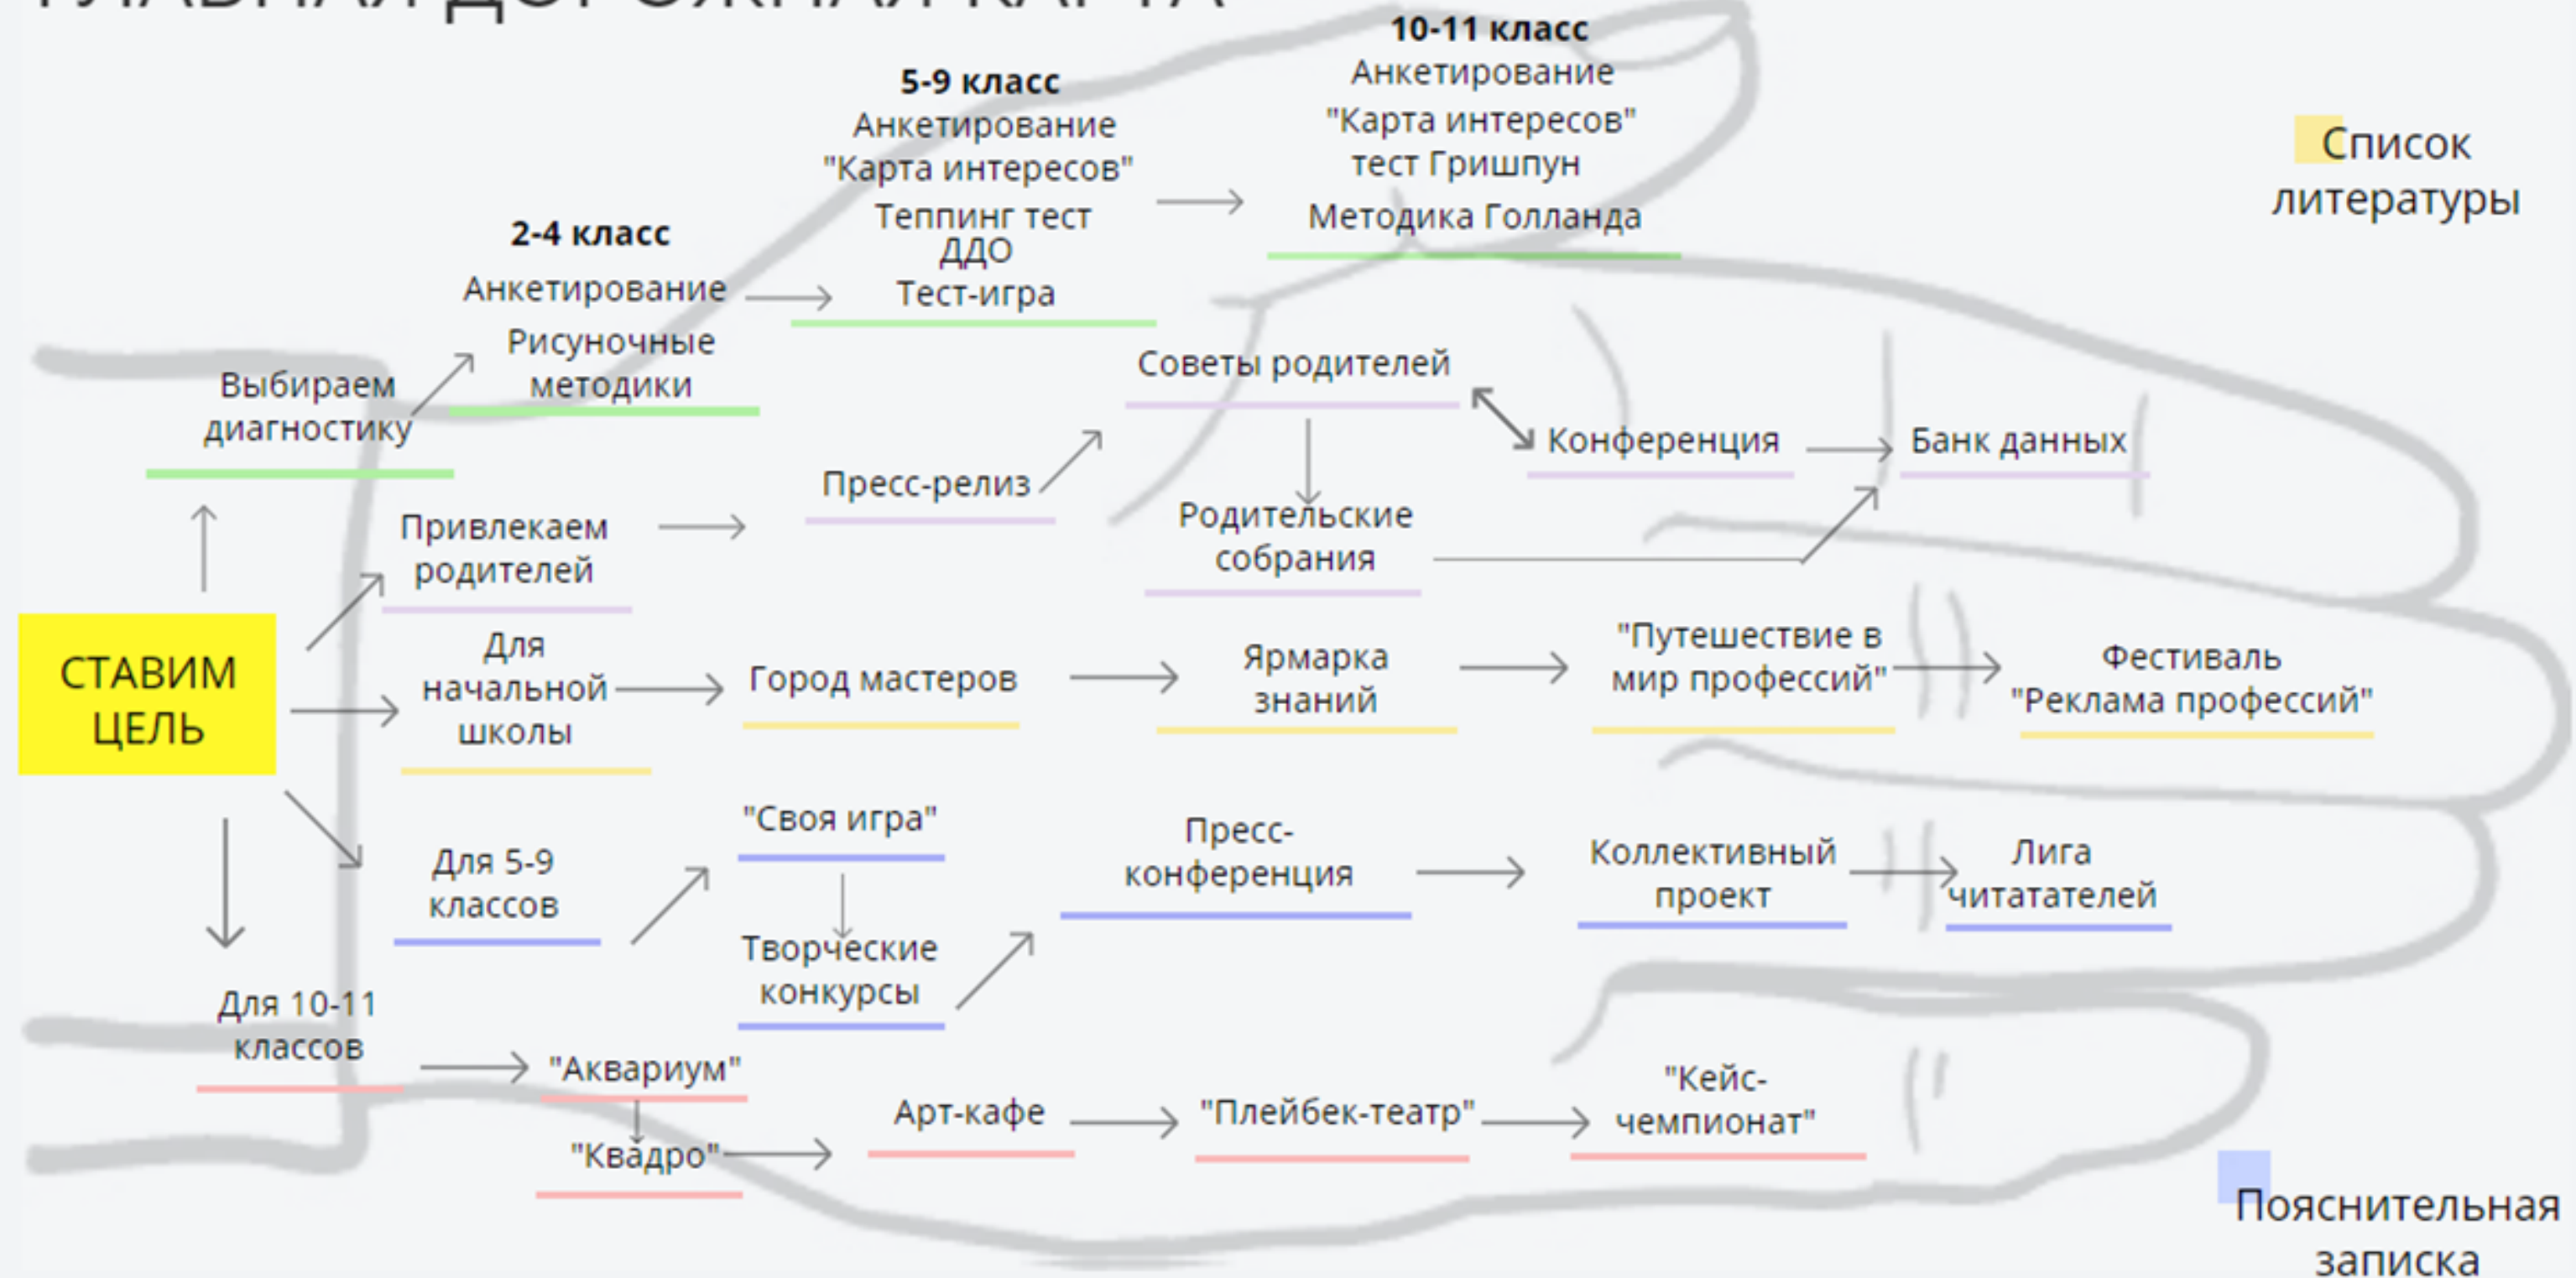 ГЛАВНАЯ ДОРОЖНАЯ КАРТА
10-11 класс
Анкетирование
"Карта интересов"
тест Гришпун
Методика Голланда
5-9 класс
Анкетирование
"Карта интересов"
Теппинг тест
ДДО
Тест-игра
2-4 класс
Анкетирование
Рисуночные
методики
Выбираем
диагностику
Список
литературы
Привлекаем
родителей
Пресс-релиз
Советы родителей
Родительские
собрания
Конференция
Банк данных
СТАВИМ
ЦЕЛЬ
Для
начальной
школы
Город мастеров
Ярмарка
знаний
"Путешествие в
мир профессий"
Фестиваль
"Реклама профессий"
Для 5-9
классов
"Своя игра"
Творческие
конкурсы
Пресс-
конференция
Коллективный
проект
Лига
читатателей
Для 10-11
классов
"Аквариум"
"Квадро"
Арт-кафе
"Плейбек-театр"
"Кейс-
чемпионат"
Пояснительная
записка